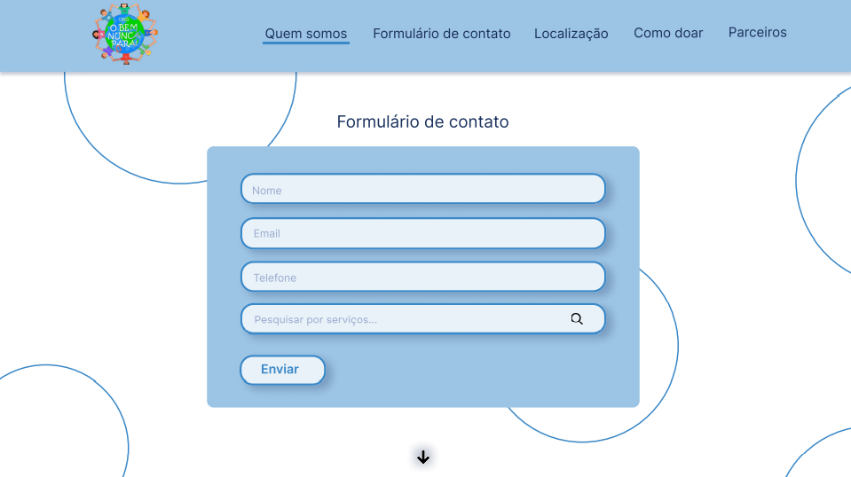 O BEM
NUNCA
PARA!
Quem somos
Formulário de contato
Localização
Como doar
Parceiros
Formulário de contato
Nome
Email
Telefone
Pesquisar por serviços...
Enviar